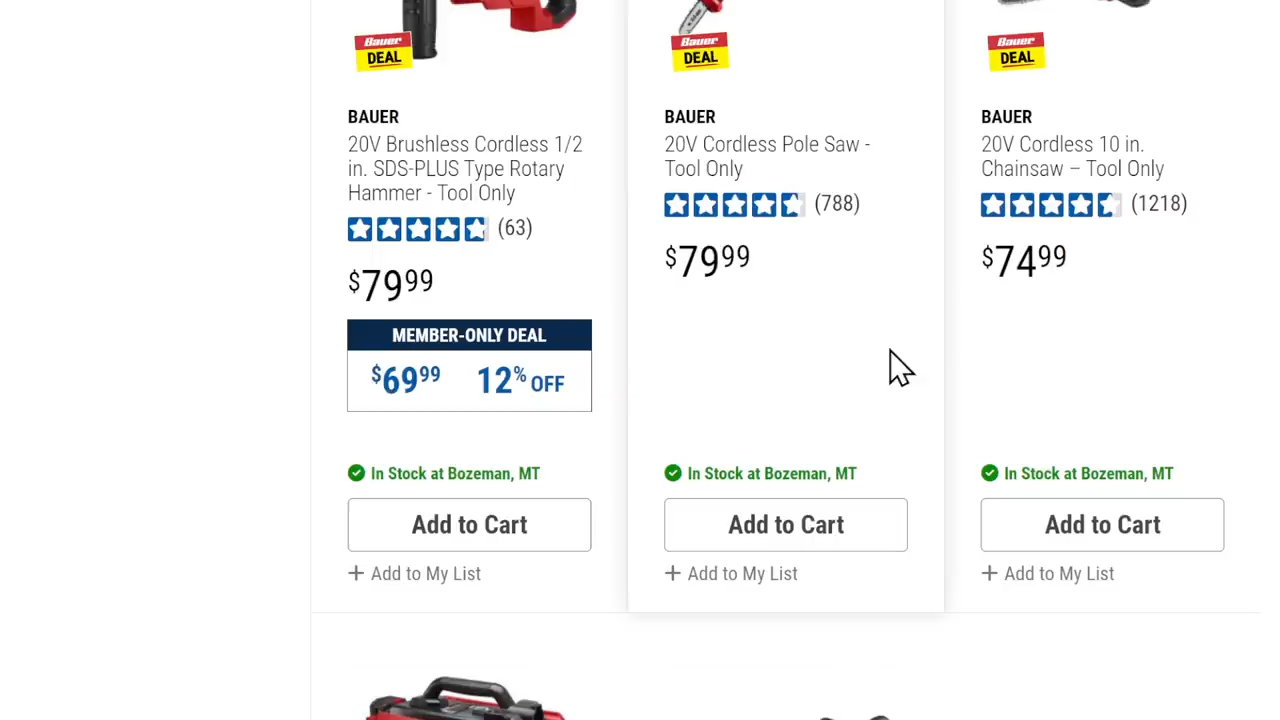 Bauer
DEAL
BAUER
20V Brushless Cordless 1/2
in. SDS-PLUS Type Rotary
Hammer - Tool Only
(63)
$79 99
MEMBER-ONLY DEAL
$69 99 12% OFF
In Stock at Bozeman, MT
Add to Cart
+ Add to My List
Bauer
DEAL
BAUER
20V Cordless Pole Saw -
Tool Only
(788)
$79 99
In Stock at Bozeman, MT
Add to Cart
+ Add to My List
Bauer
DEAL
BAUER
20V Cordless 10 in.
Chainsaw – Tool Only
(1218)
$74 99
In Stock at Bozeman, MT
Add to Cart
+ Add to My List